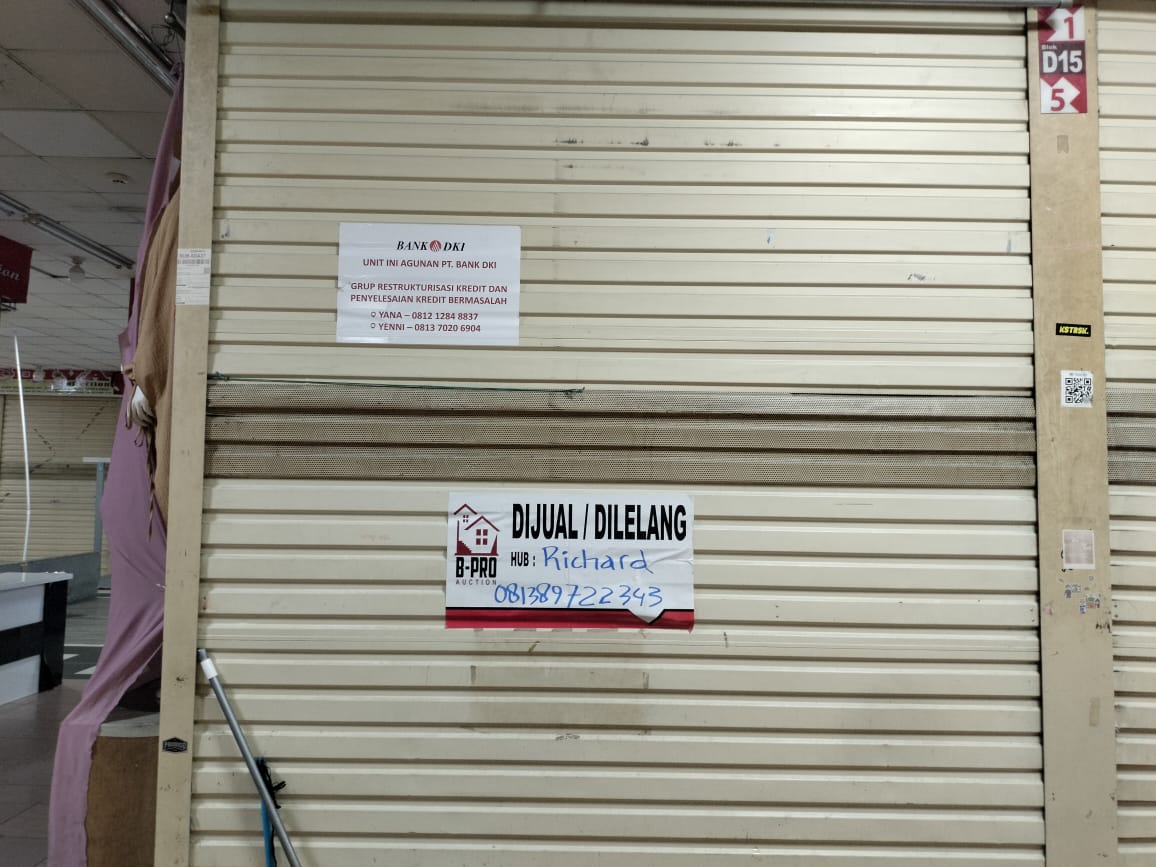 1
Blok
D15
5
BANK DKI
UNIT INI AGUNAN PT. BANK DKI
GRUP RESTRUKTURISASI KREDIT DAN
PENYELESAIAN KREDIT BERMASALAH
YANA – 0812 1284 8837
YENNI – 0813 7020 6904
KSTRSK.
DIJUAL / DILELANG
HUB : Richard
081389722343
B-PRO
AUCTION